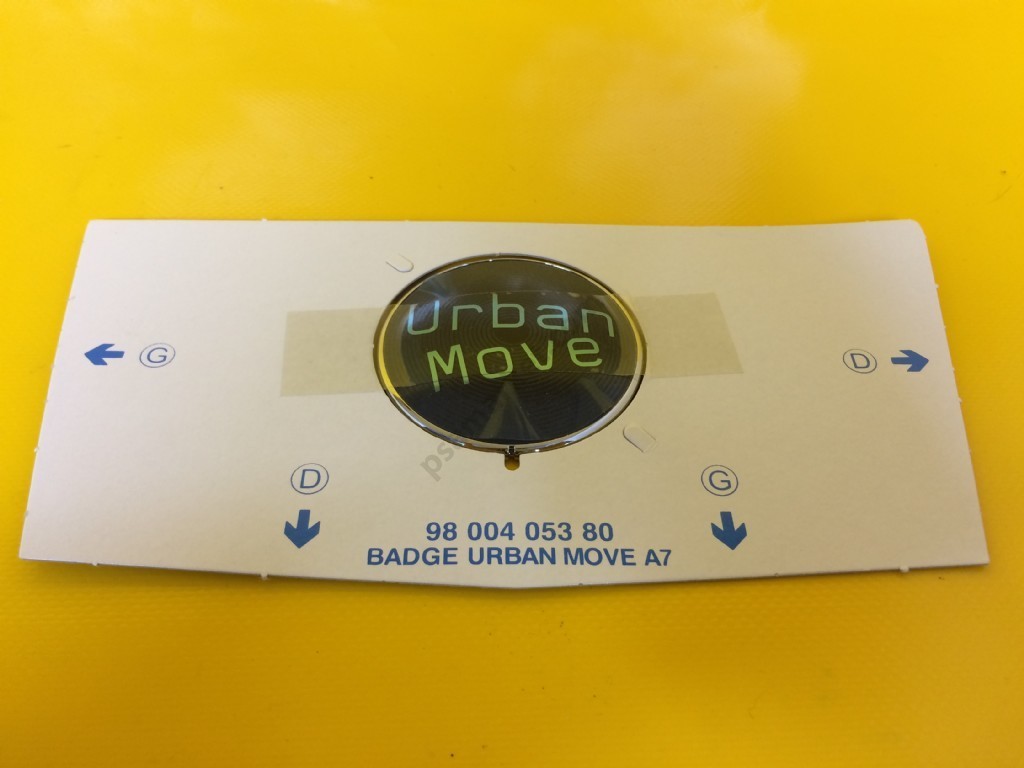 Urban
Move
G
D
D
G
98 004 053 80
BADGE URBAN MOVE A7